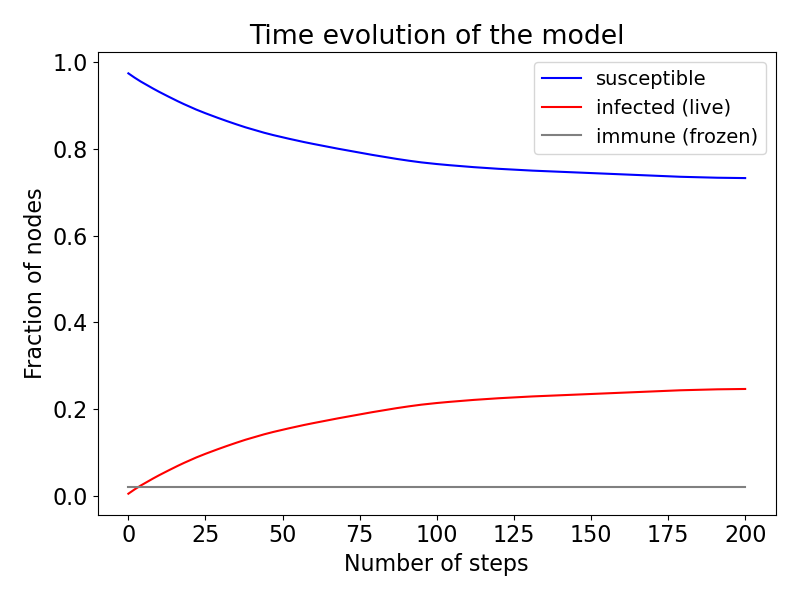 Time evolution of the model
susceptible
infected (live)
immune (frozen)
Fraction of nodes
1.0
0.8
0.6
0.4
0.2
0.0
0 25 50 75 100 125 150 175 200
Number of steps